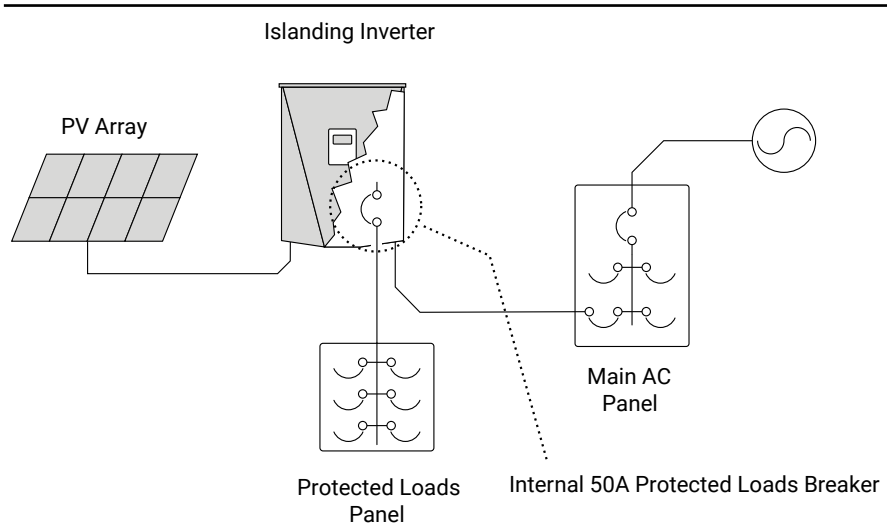 Islanding Inverter
PV Array
Main AC
Panel
Protected Loads
Panel
Internal 50A Protected Loads Breaker